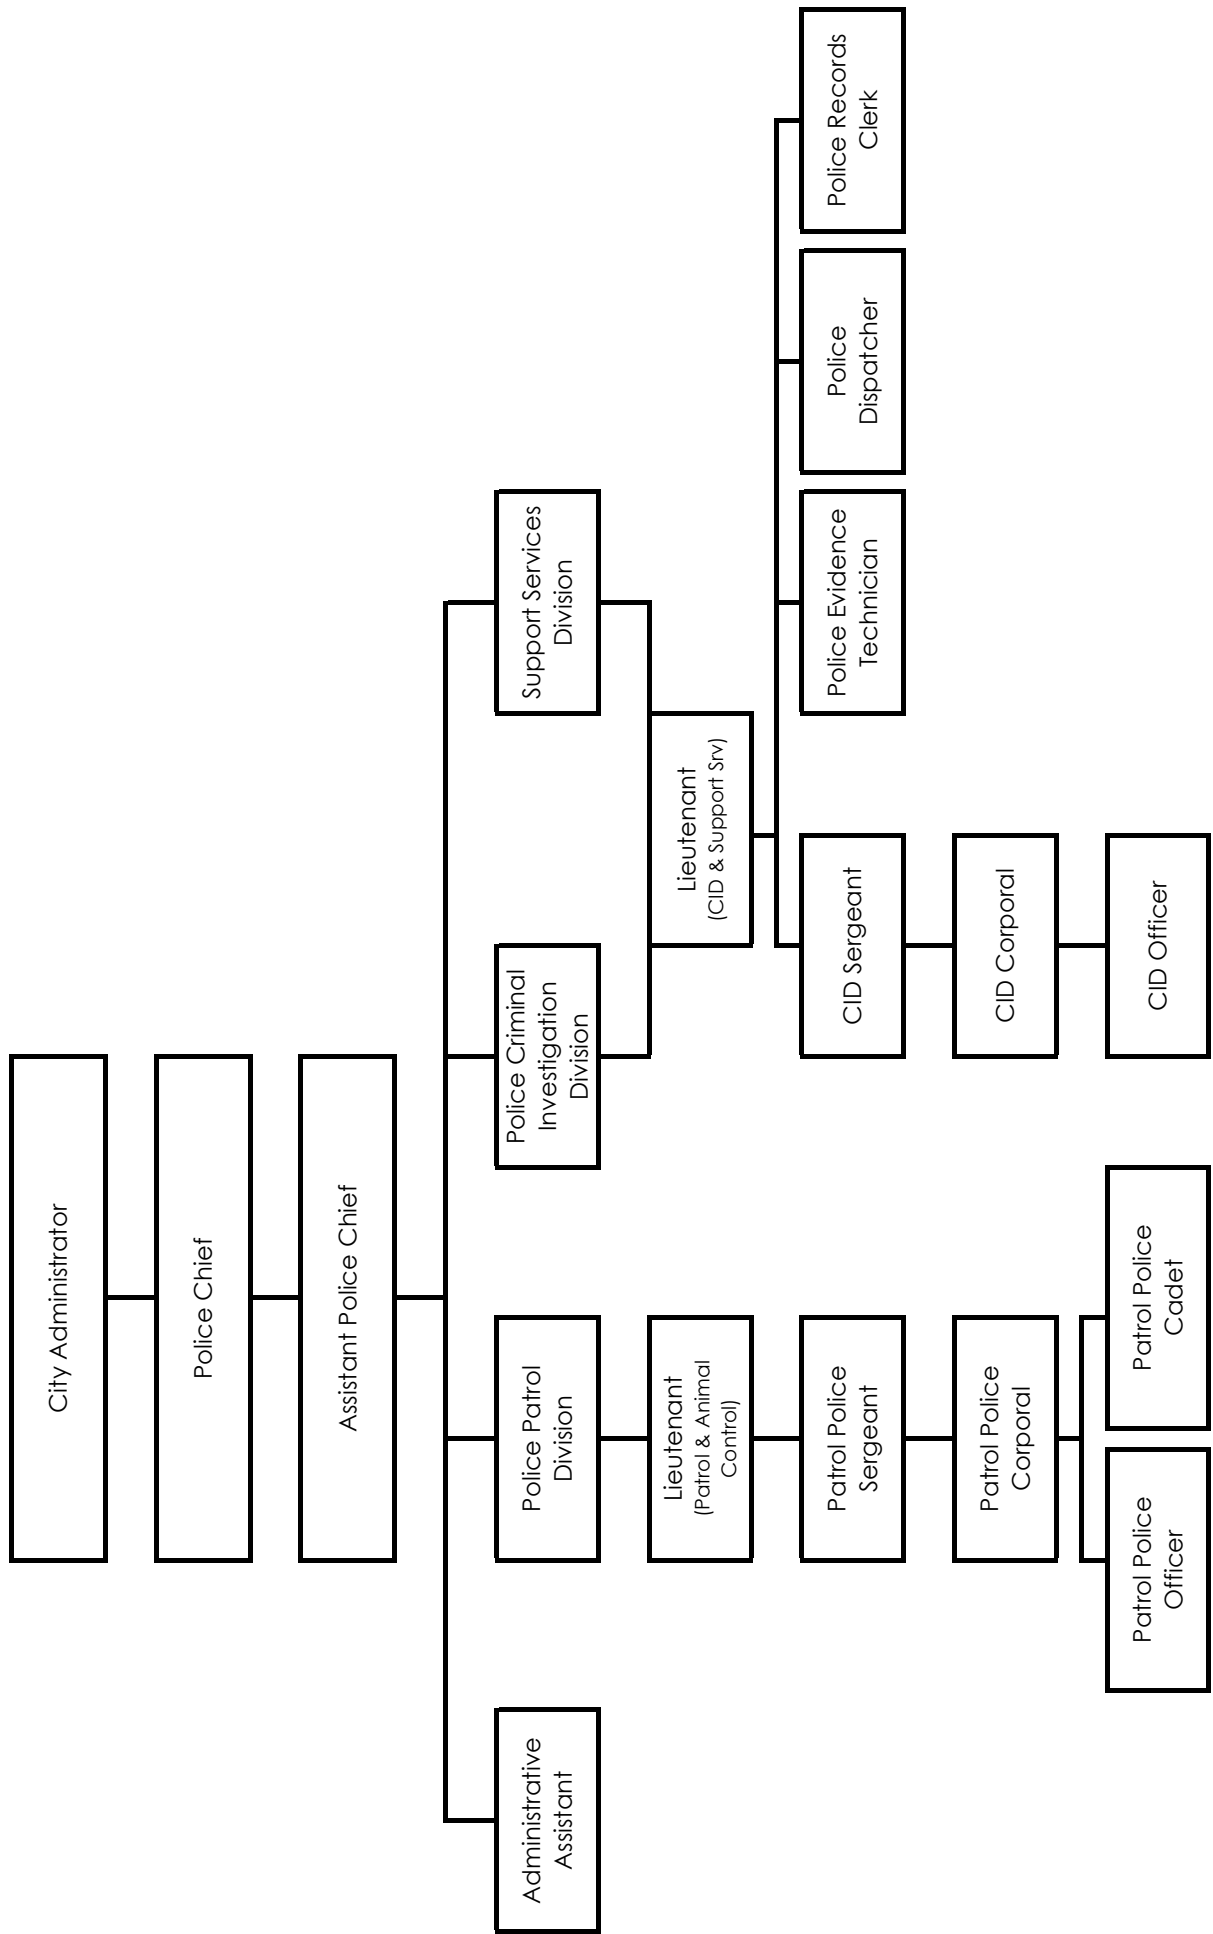 City Administrator
Police Chief
Assistant Police Chief
Administrative
Assistant
Police Patrol
Division
Police Criminal
Investigation
Division
Support Services
Division
Lieutenant
(Patrol & Animal
Control)
Lieutenant
(CID & Support Srv)
Patrol Police
Sergeant
CID Sergeant
Police Evidence
Technician
Police
Dispatcher
Police Records
Clerk
Patrol Police
Corporal
CID Corporal
Patrol Police
Officer
Patrol Police
Cadet
CID Officer